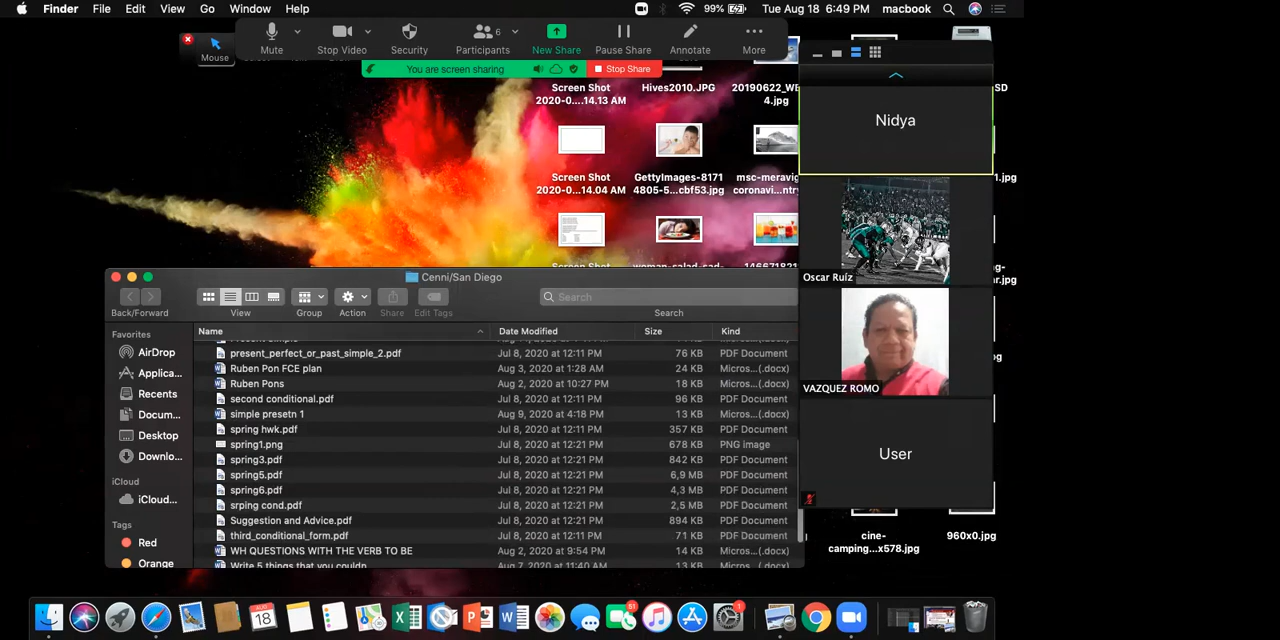 Finder File Edit View Go Window Help 99% Tue Aug 18 6:49 PM macbook
Mute Stop Video Security Participants 6 New Share Pause Share Annotate More
Mouse
You are screen sharing Stop Share
Screen Shot
2020-0....14.13 AM
Hives2010.JPG
20190622_WE
4.jpg
SD
Screen Shot
2020-0...14.04 AM
GettyImages-8171
4805-5...cbf53.jpg
msc-meravig
coronavi...ntry
1.jpg
Nidya
Oscar Ruíz
VAZQUEZ ROMO
User
cine-
camping...x578.jpg
960x0.jpg
Cenni/San Diego
Back/Forward View Group Action Share Edit Tags Search
Search
Name Date Modified Size Kind
present_perfect_or_past_simple_2.pdf Jul 8, 2020 at 12:11 PM 76 KB PDF Document
Ruben Pon FCE plan Aug 3, 2020 at 1:28 AM 24 KB Micros...(.docx)
Ruben Pons Aug 2, 2020 at 10:27 PM 18 KB Micros...(.docx)
second conditional.pdf Jul 8, 2020 at 12:11 PM 96 KB PDF Document
simple presetn 1 Aug 9, 2020 at 4:18 PM 13 KB Micros...(.docx)
spring hwk.pdf Jul 8, 2020 at 12:11 PM 357 KB PDF Document
spring1.png Jul 8, 2020 at 12:21 PM 678 KB PNG image
spring3.pdf Jul 8, 2020 at 12:21 PM 842 KB PDF Document
spring5.pdf Jul 8, 2020 at 12:21 PM 6,9 MB PDF Document
spring6.pdf Jul 8, 2020 at 12:21 PM 4,3 MB PDF Document
srping cond.pdf Jul 8, 2020 at 12:21 PM 2,5 MB PDF Document
Suggestion and Advice.pdf Jul 8, 2020 at 12:21 PM 894 KB PDF Document
third_conditional_form.pdf Jul 8, 2020 at 12:11 PM 71 KB PDF Document
WH QUESTIONS WITH THE VERB TO BE Aug 2, 2020 at 9:54 PM 14 KB Micros...(.docx)
Write 5 things that you couldn
Favorites
AirDrop
Applica...
Recents
Docum...
Desktop
Downlo...
iCloud
iCloud...
Tags
Red
Orange